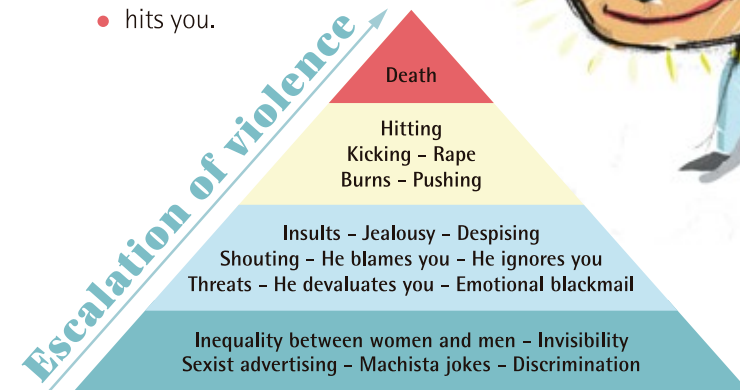 • hits you.
Escalation of violence
Death
Hitting
Kicking – Rape
Burns – Pushing
Insults – Jealousy – Despising
Shouting – He blames you – He ignores you
Threats – He devaluates you – Emotional blackmail
Inequality between women and men – Invisibility
Sexist advertising – Machista jokes – Discrimination